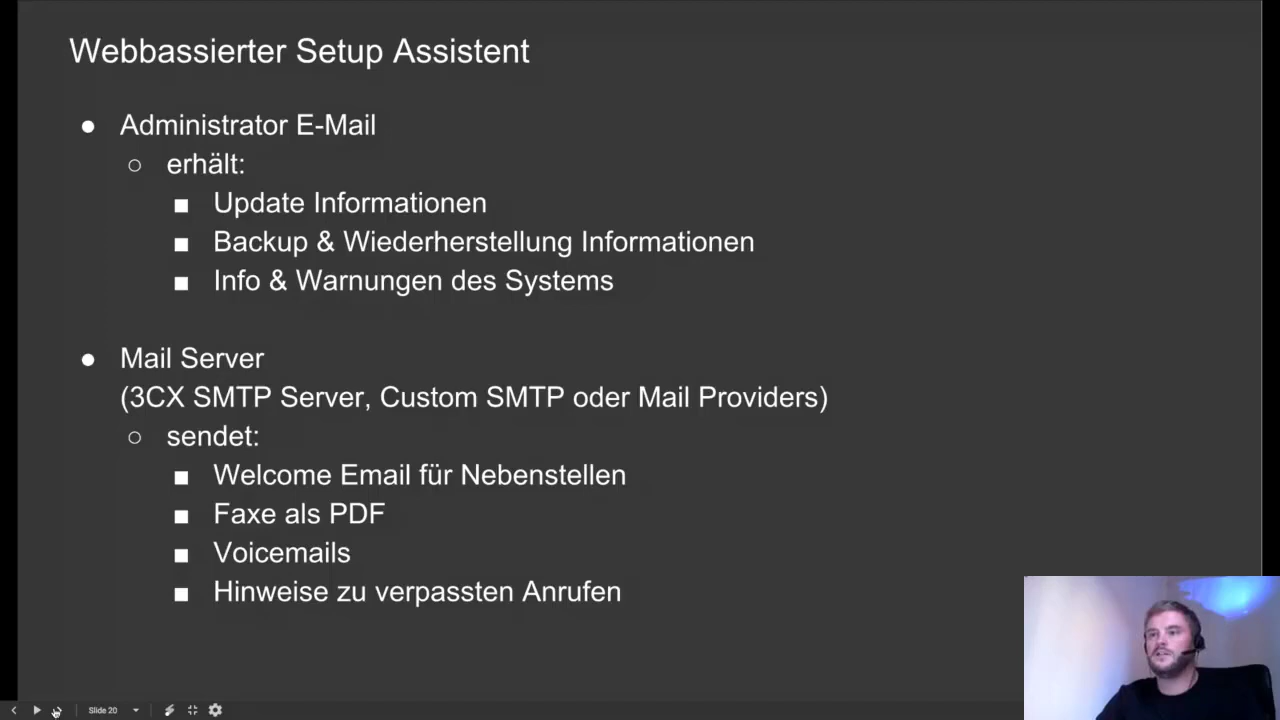 Webbassierter Setup Assistent
● Administrator E-Mail
○ erhält:
■ Update Informationen
■ Backup & Wiederherstellung Informationen
■ Info & Warnungen des Systems
● Mail Server
(3CX SMTP Server, Custom SMTP oder Mail Providers)
○ sendet:
■ Welcome Email für Nebenstellen
■ Faxe als PDF
■ Voicemails
■ Hinweise zu verpassten Anrufen
Slide 20